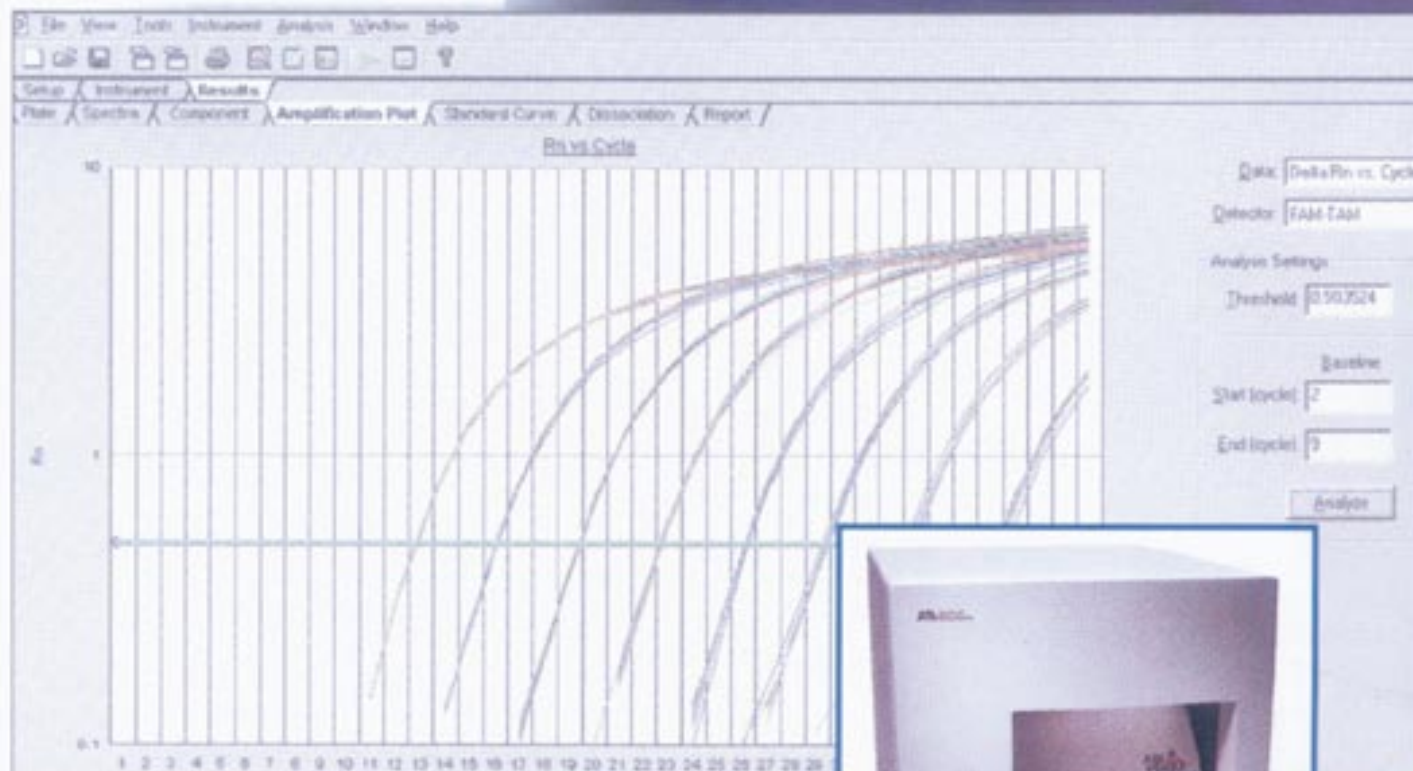 File View Tools Instrument Analysis Window Help
Setup Instrument Results
Plate Spectra Component Amplification Plot Standard Curve Dissociation Report
Rn vs Cycle
10
Data: Delta Rn vs. Cycle
Detector: FAM-TAM
Analysis Settings
Threshold: 0.503524
Baseline
Start (cycle): 2
Rn
1
End (cycle): 9
Analyze
0.1
1 2 3 4 5 6 7 8 9 10 11 12 13 14 15 16 17 18 19 20 21 22 23 24 25 26 27 28 29